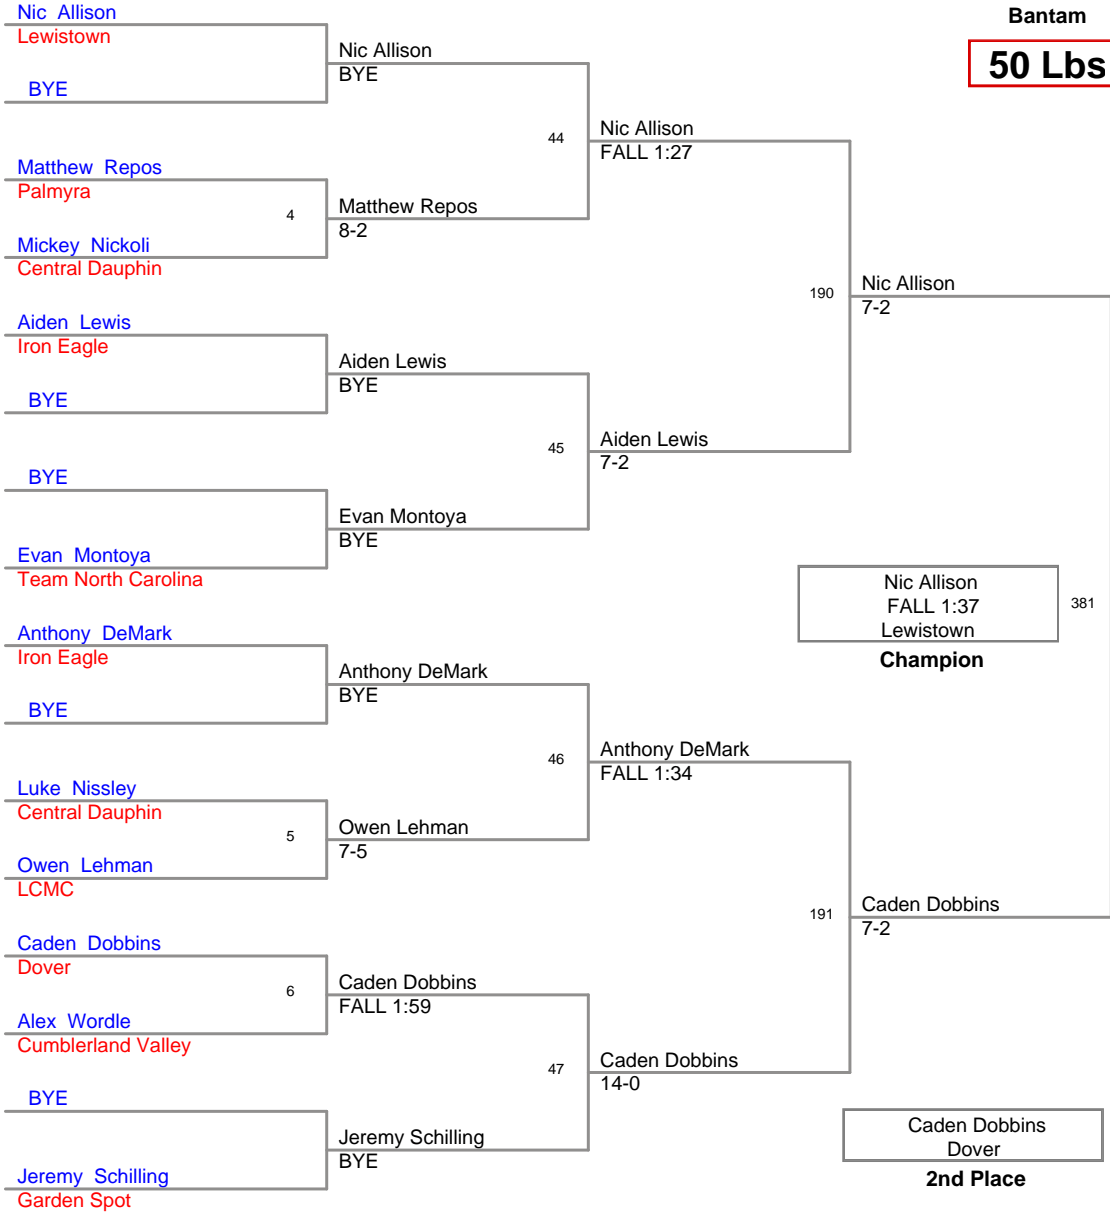 Nic  Allison
Lewistown
BYE
Matthew  Repos
Palmyra
4
Mickey  Nickoli
Central Dauphin
Aiden  Lewis
Iron Eagle
BYE
BYE
Evan  Montoya
Team North Carolina
Anthony  DeMark
Iron Eagle
BYE
Luke  Nissley
Central Dauphin
5
Owen  Lehman
LCMC
Caden  Dobbins
Dover
6
Alex  Wordle
Cumblerland Valley
BYE
Jeremy  Schilling
Garden Spot
Nic Allison
BYE
44
Matthew Repos
8-2
Aiden Lewis
BYE
45
Evan Montoya
BYE
Anthony DeMark
BYE
46
Owen Lehman
7-5
Caden Dobbins
FALL 1:59
47
Jeremy Schilling
BYE
Nic Allison
FALL 1:27
190
Aiden Lewis
7-2
Anthony DeMark
FALL 1:34
191
Caden Dobbins
14-0
Bantam
50 Lbs
Nic Allison
7-2
Nic Allison
FALL 1:37
Lewistown
381
Champion
Caden Dobbins
7-2
Caden Dobbins
Dover
2nd Place